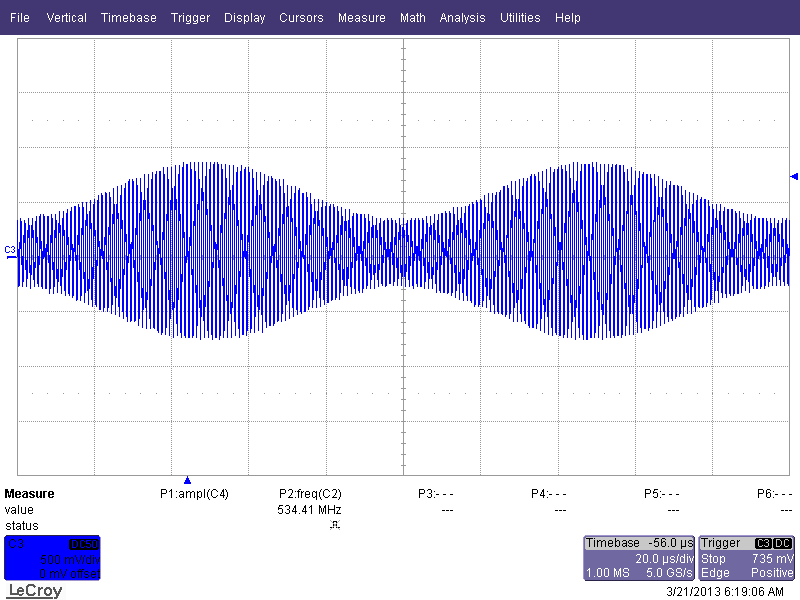 File Vertical Timebase Trigger Display Cursors Measure Math Analysis Utilities Help
C3
Measure P1:ampl(C4) P2:freq(C2) P3:- - - P4:- - - P5:- - - P6:- - -
value 534.41 MHz --- --- --- ---
status
C3
500 mV/div
0 mV offset
Timebase -56.0 µs
20.0 µs/div
1.00 MS 5.0 GS/s
Trigger C3 DC
Stop 735 mV
Edge Positive
LeCroy
3/21/2013 6:19:06 AM